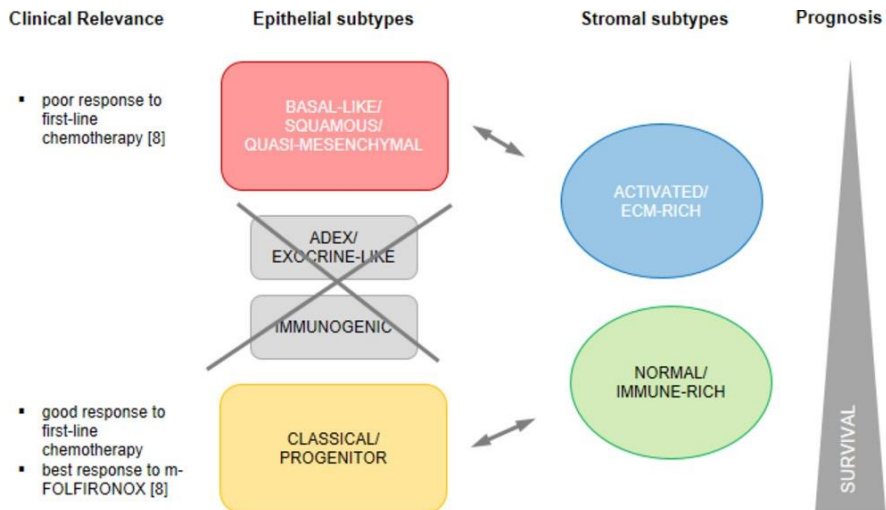 Clinical Relevance
Epithelial subtypes
Stromal subtypes
Prognosis
▪ poor response to
first-line
chemotherapy [8]
BASAL-LIKE/
SQUAMOUS/
QUASI-MESENCHYMAL
ACTIVATED/
ECM-RICH
ADEX/
EXOCRINE-LIKE
IMMUNOGENIC
NORMAL/
IMMUNE-RICH
▪ good response to
first-line
chemotherapy
▪ best response to m-
FOLFIRONOX [8]
CLASSICAL/
PROGENITOR
SURVIVAL